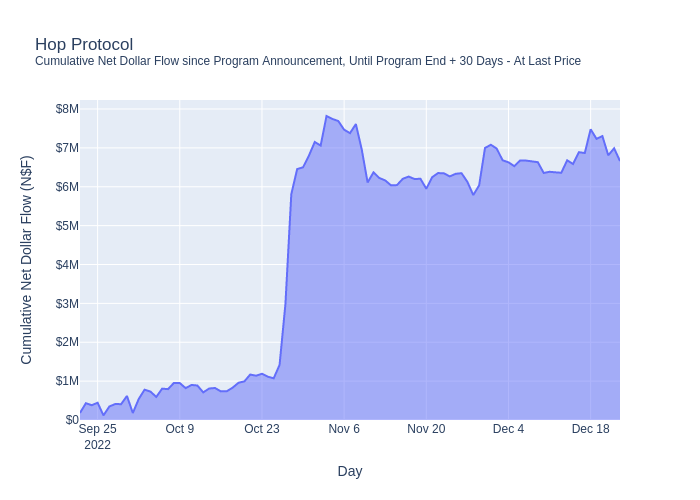 Hop Protocol
Cumulative Net Dollar Flow since Program Announcement, Until Program End + 30 Days - At Last Price
Cumulative Net Dollar Flow (N$F)
$8M
$7M
$6M
$5M
$4M
$3M
$2M
$1M
$0
Sep 25 Oct 9 Oct 23 Nov 6 Nov 20 Dec 4 Dec 18
2022
Day